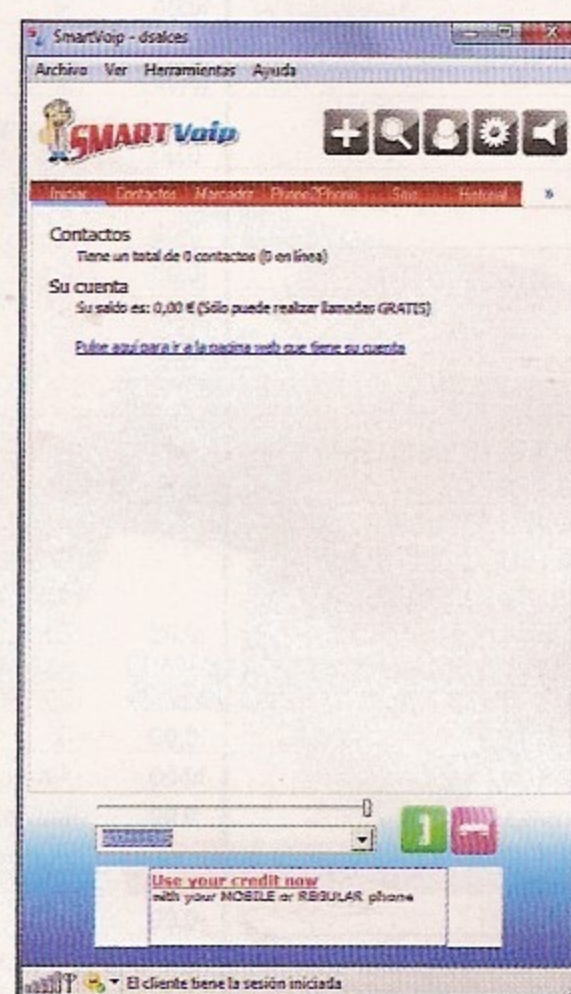 SmartVoip - dsalces
Archivo Ver Herramientas Ayuda
SMART Voip
Iniciar Contactos Marcador Phone2Phone Sms Historial »
Contactos
Tiene un total de 0 contactos (0 en línea)
Su cuenta
Su saldo es: 0,00 € (Sólo puede realizar llamadas GRATIS)
Pulse aquí para ir a la pagina web que tiene su cuenta
Use your credit now
with your MOBILE or REGULAR phone
El cliente tiene la sesión iniciada